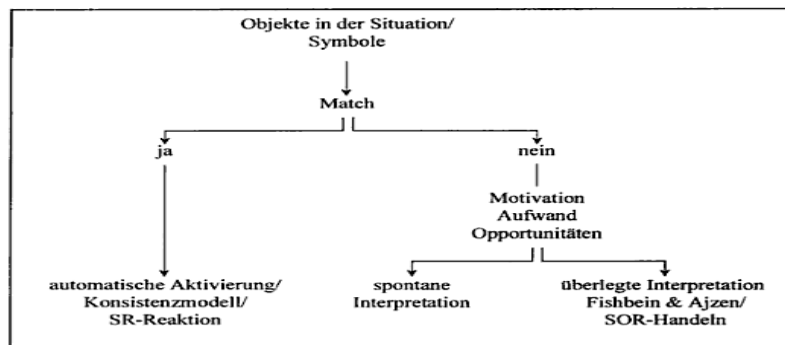 Objekte in der Situation/
Symbole
Match
ja
nein
Motivation
Aufwand
Opportunitäten
automatische Aktivierung/
Konsistenzmodell/
SR-Reaktion
spontane
Interpretation
überlegte Interpretation
Fishbein & Ajzen/
SOR-Handeln